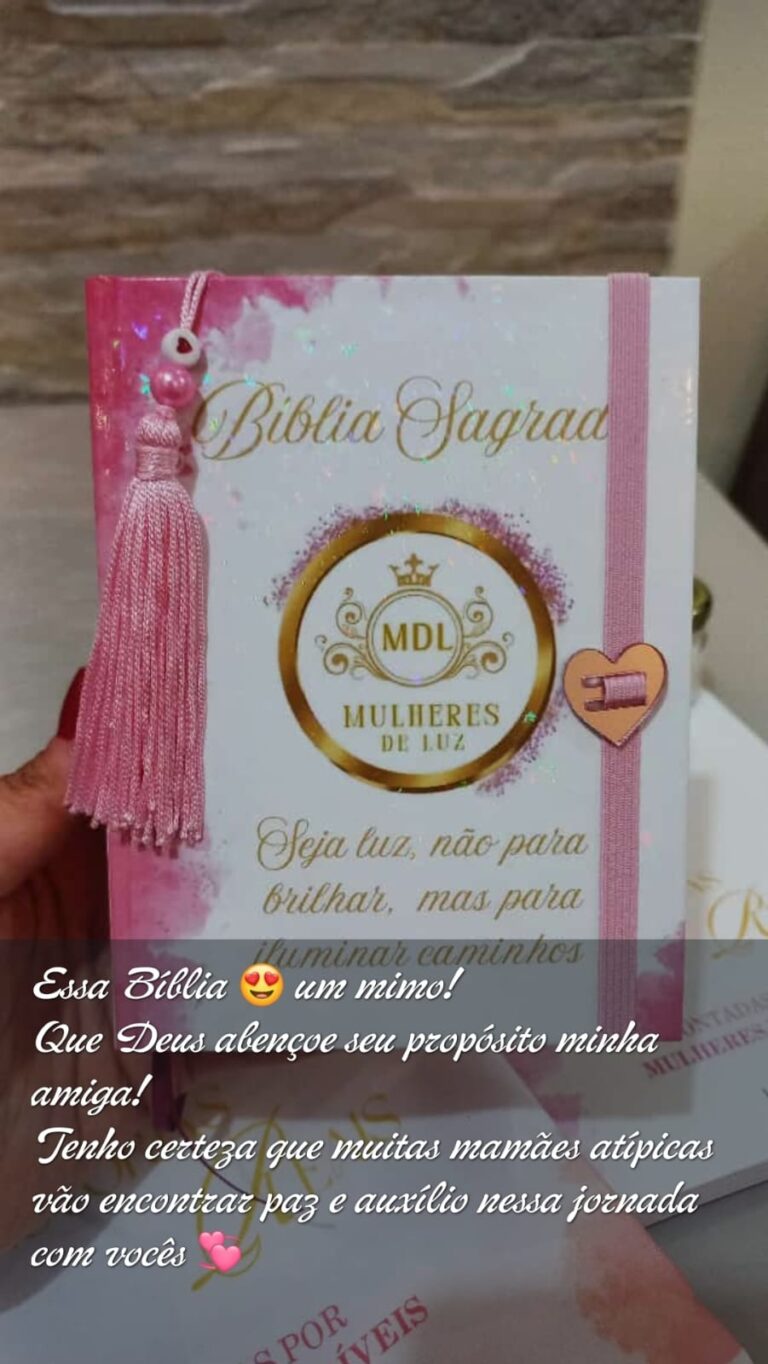 Bíblia Sagrad
MDL
MULHERES
DE LUZ
Seja luz, não para
brilhar, mas para
iluminar caminhos
Essa Bíblia 😍 um mimo!
Que Deus abençoe seu propósito minha
amiga!
Tenho certeza que muitas mamães atípicas
vão encontrar paz e auxílio nessa jornada
com vocês 💞
MULHERES
POR